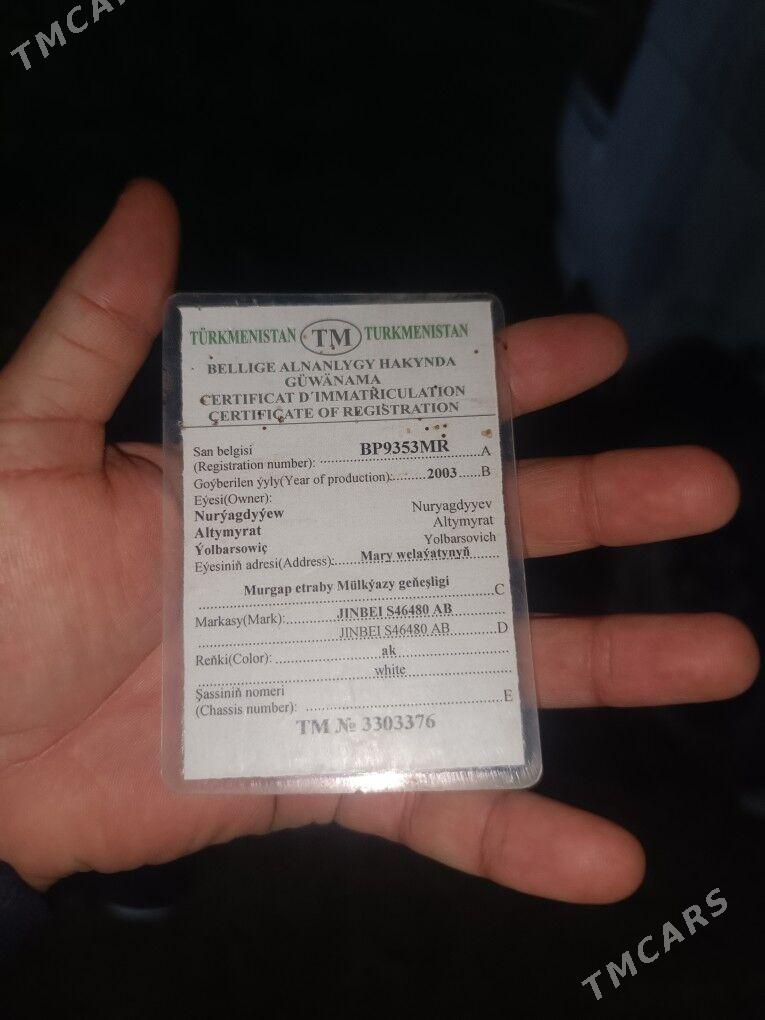 TMCARS
TÜRKMENISTAN TM TURKMENISTAN
BELLIGE ALNANLYGY HAKYNDA
GÜWÄNAMA
CERTIFICAT D'IMMATRICULATION
CERTIFICATE OF REGISTRATION
San belgisi
(Registration number): BP9353MR A
Goýberilen ýyly(Year of production): 2003 B
Eýesi(Owner):
Nurýagdyýew Nuryagdyyev
Altymyrat Altymyrat
Ýolbarsowiç Yolbarsovich
Eýesiniň adresi(Address): Mary welaýatynyň
Murgap etraby Mülkýazy geňeşligi C
Markasy(Mark): JINBEI S46480 AB
JINBEI S46480 AB D
Reňki(Color): ak
white
Şassiniň nomeri
(Chassis number): E
TM № 3303376
TMCARS